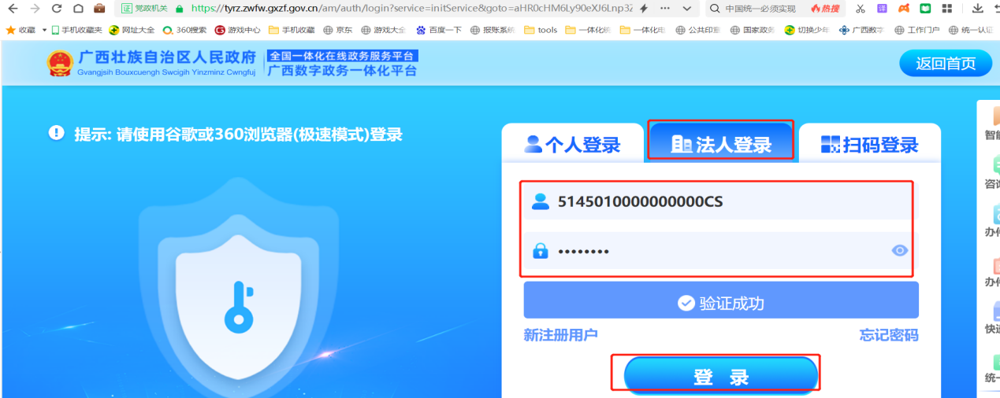 党政机关 https://tyrz.zwfw.gxzf.gov.cn/am/auth/login?service=initService&goto=aHR0cHM6Ly90eXJ6Lnp3Z 中国统一必须实现 热搜
收藏 手机收藏夹 网址大全 360搜索 游戏中心 手机收藏 京东 游戏大全 百度一下 报账系统 tools 一体化统 一体化电 公共印章 国家政务 切换少年 广西数字 工作门户 统一认证
广西壮族自治区人民政府 全国一体化在线政务服务平台
Gvangjsih Bouxcuengh Swcigih Yinzminz Cwngfuj 广西数字政务一体化平台
返回首页
提示: 请使用谷歌或360浏览器(极速模式)登录
个人登录 法人登录 扫码登录
5145010000000000CS
验证成功
新注册用户 忘记密码
登 录
智能
咨询
办件
办件
快递
统一